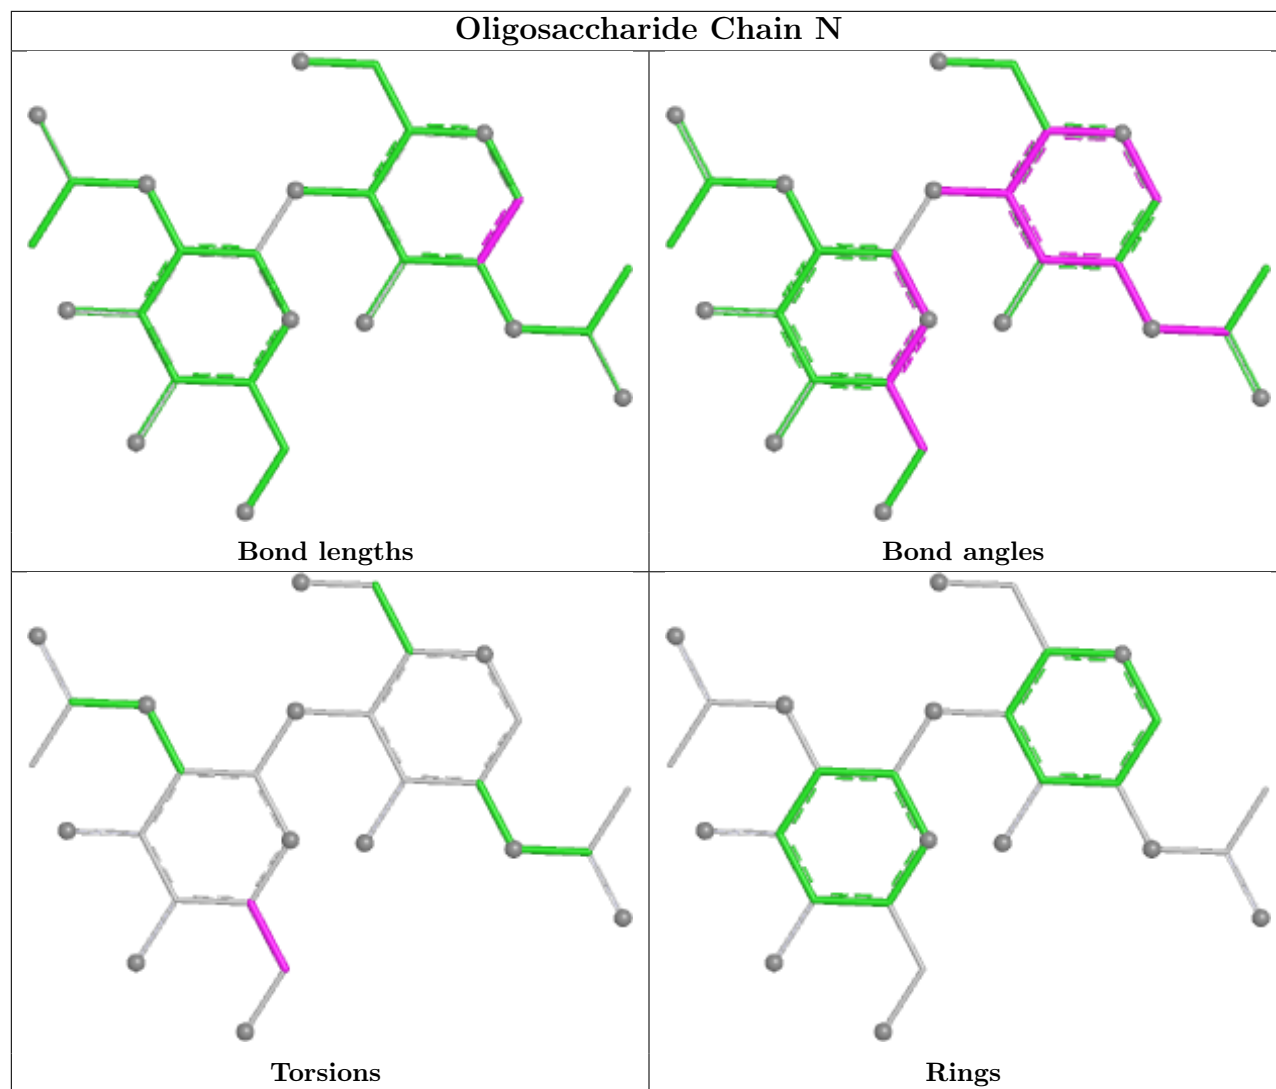 Oligosaccharide Chain N
Bond lengths
Bond angles
Torsions
Rings